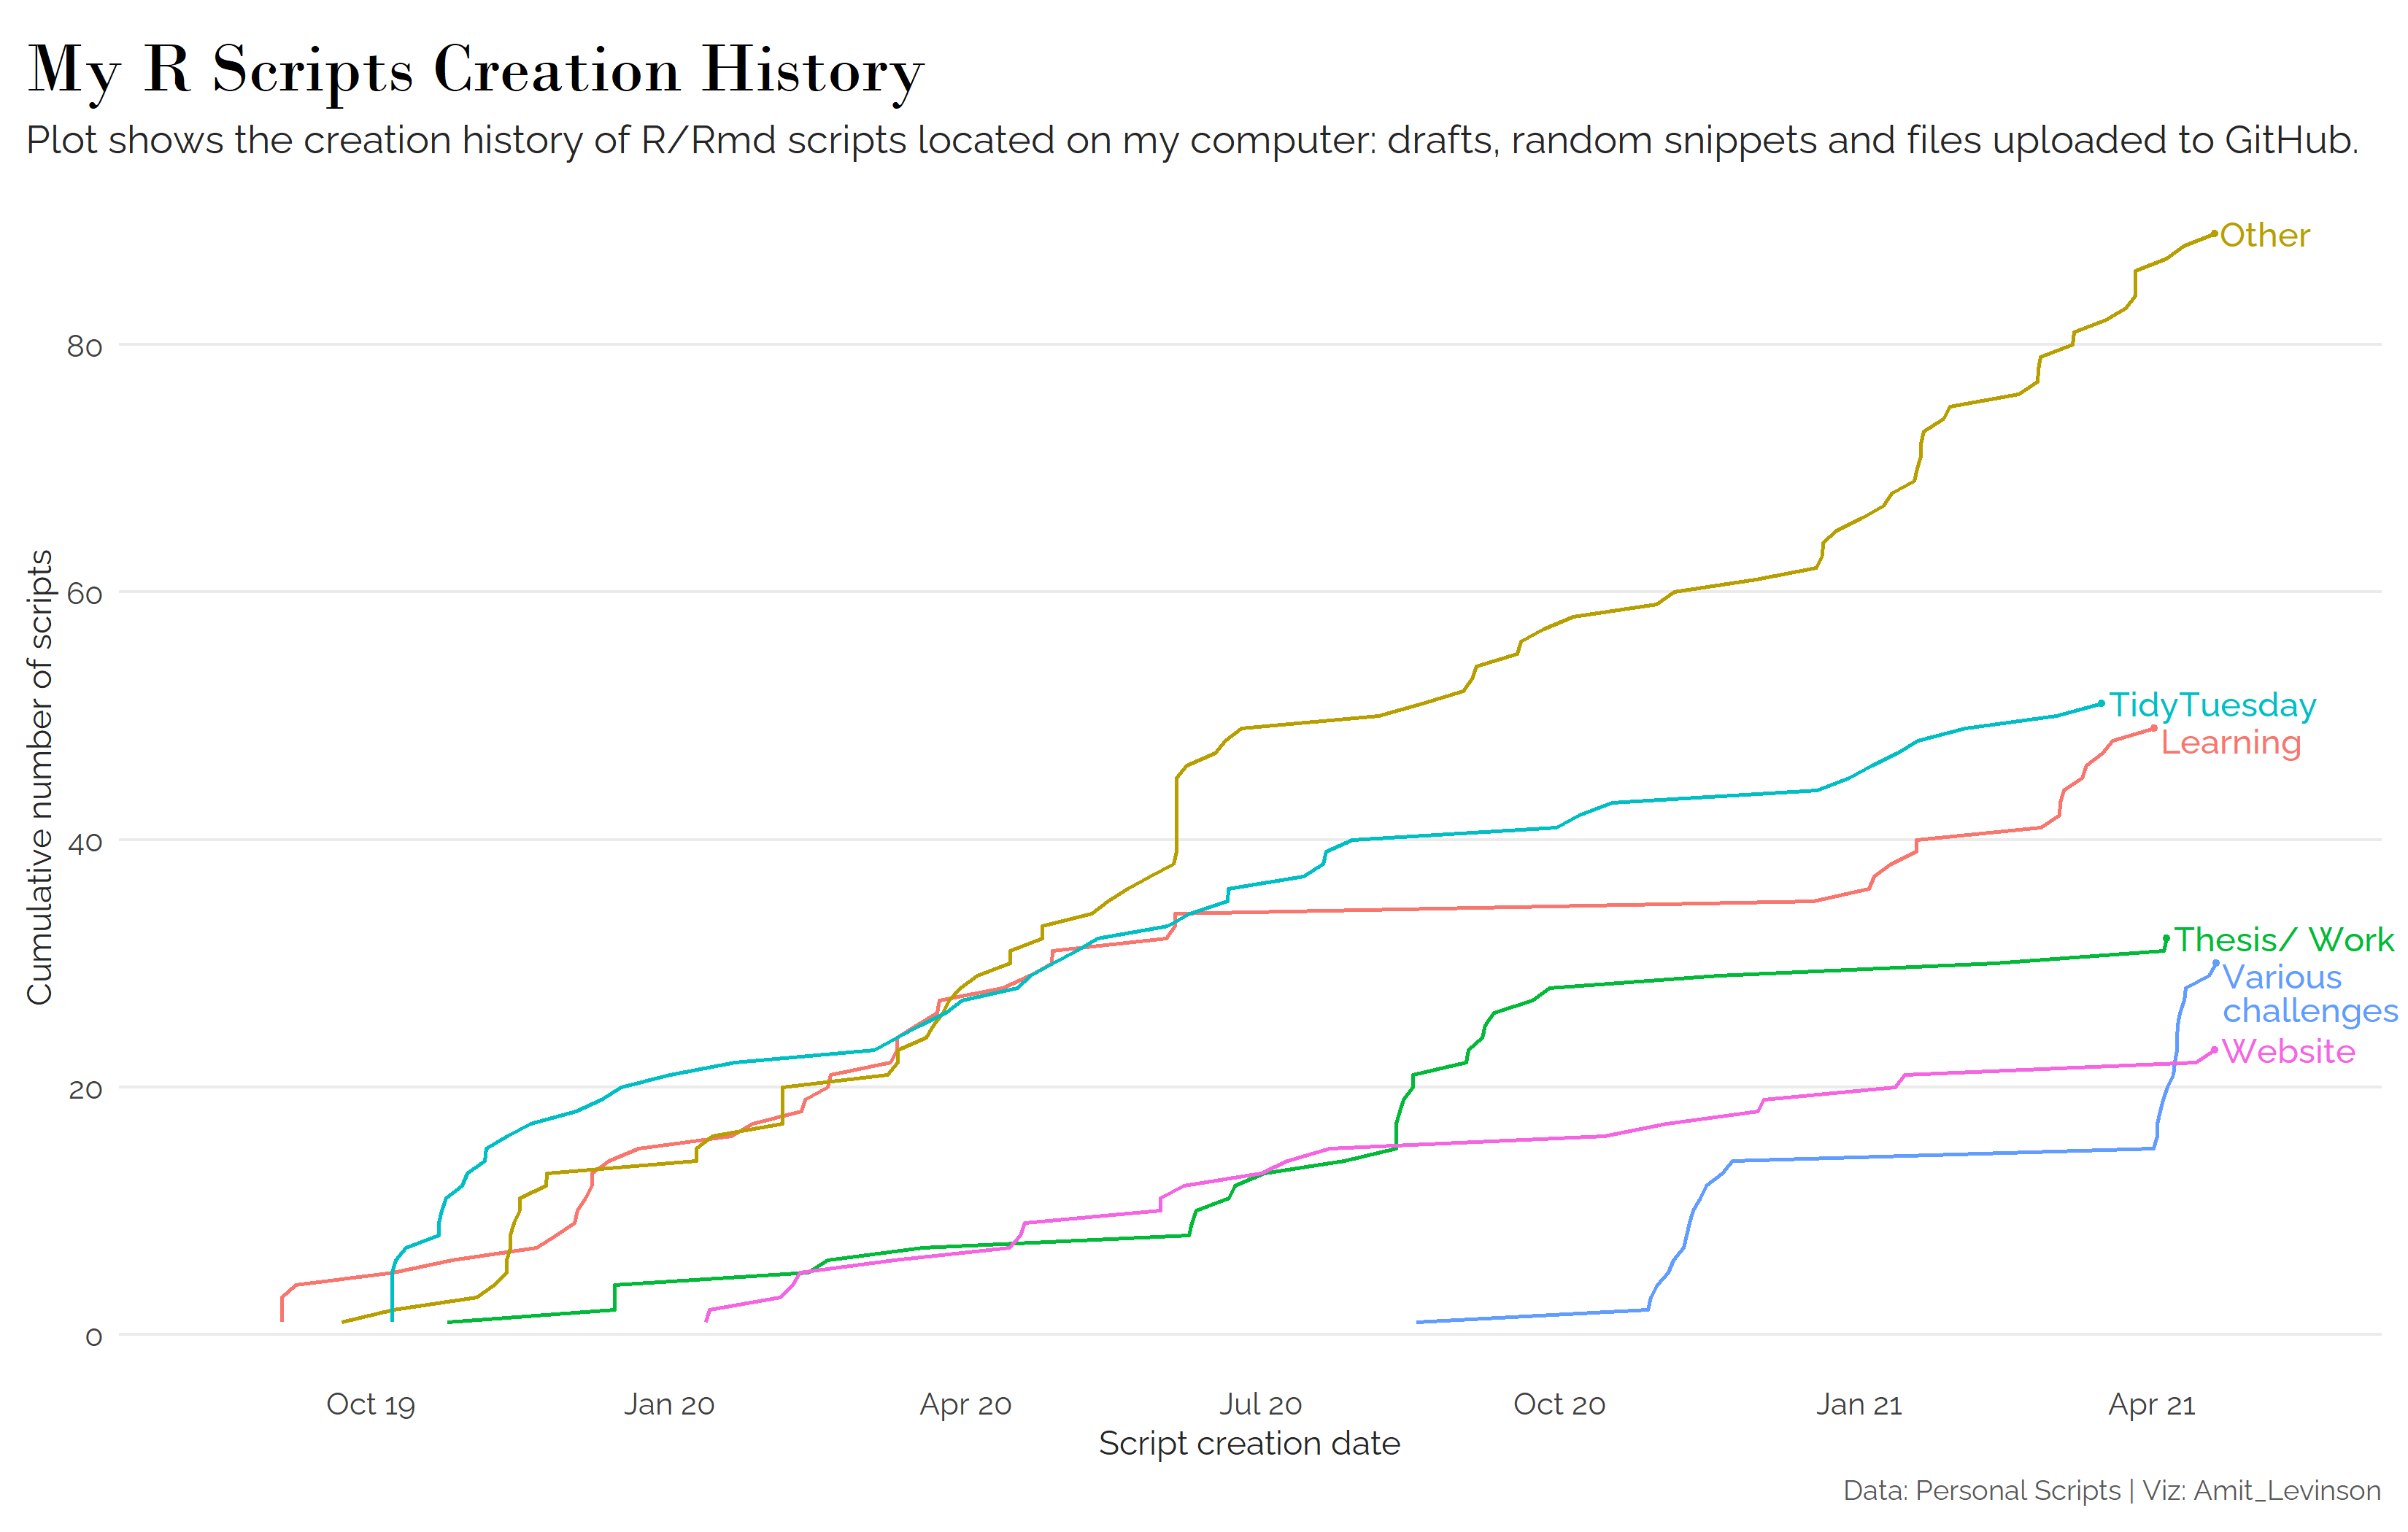 My R Scripts Creation History
Plot shows the creation history of R/Rmd scripts located on my computer: drafts, random snippets and files uploaded to GitHub.
Cumulative number of scripts
80
60
40
20
0
Other
TidyTuesday
Learning
Thesis/ Work
Various
challenges
Website
Oct 19
Jan 20
Apr 20
Jul 20
Oct 20
Jan 21
Apr 21
Script creation date
Data: Personal Scripts | Viz: Amit_Levinson